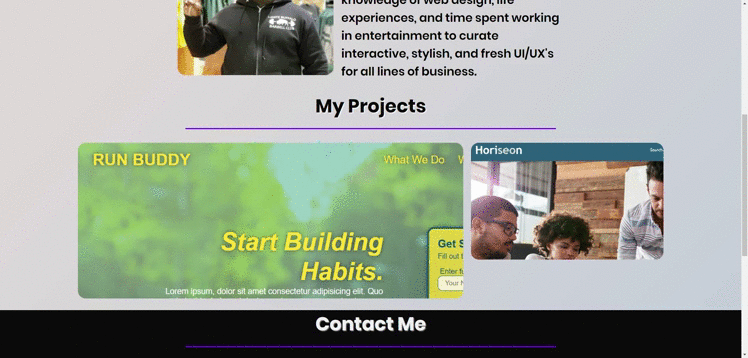 knowledge of web design, life
experiences, and time spent working
in entertainment to curate
interactive, stylish, and fresh UI/UX's
for all lines of business.
My Projects
RUN BUDDY
What We Do
W
Start Building
Habits.
Lorem ipsum, dolor sit amet consectetur adipisicing elit. Quo
Get S
Fill out t
Enter fu
Your N
Horiseon
Search
Contact Me